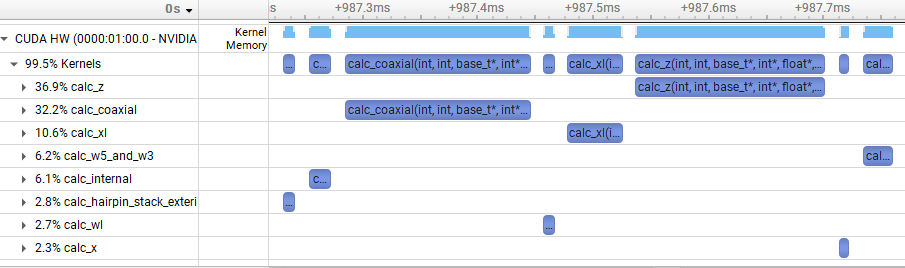 0s ▾ s +987.3ms +987.4ms +987.5ms +987.6ms +987.7ms
CUDA HW (0000:01:00.0 - NVIDIA Kernel
Memory
99.5% Kernels ... c... calc_coaxial(int, int, base_t*, int*... ... calc_xl(i... calc_z(int, int, base_t*, int*, float*,... ... cal...
36.9% calc_z calc_z(int, int, base_t*, int*, float*,...
32.2% calc_coaxial calc_coaxial(int, int, base_t*, int*...
10.6% calc_xl calc_xl(i...
6.2% calc_w5_and_w3 cal...
6.1% calc_internal c...
2.8% calc_hairpin_stack_exteri ...
2.7% calc_wl ...
2.3% calc_x